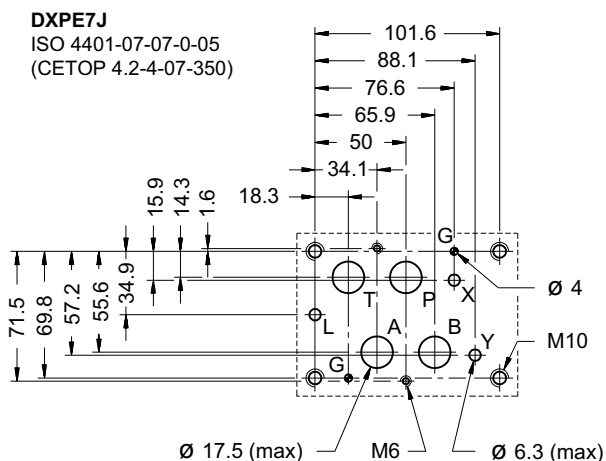 DXPE7J
ISO 4401-07-07-0-05
(CETOP 4.2-4-07-350)
101.6
88.1
76.6
65.9
50
34.1
18.3
15.9
14.3
1.6
G
Ø 4
T
P
X
71.5
69.8
57.2
55.6
34.9
L
A
B
Y
M10
G
Ø 17.5 (max)
M6
Ø 6.3 (max)